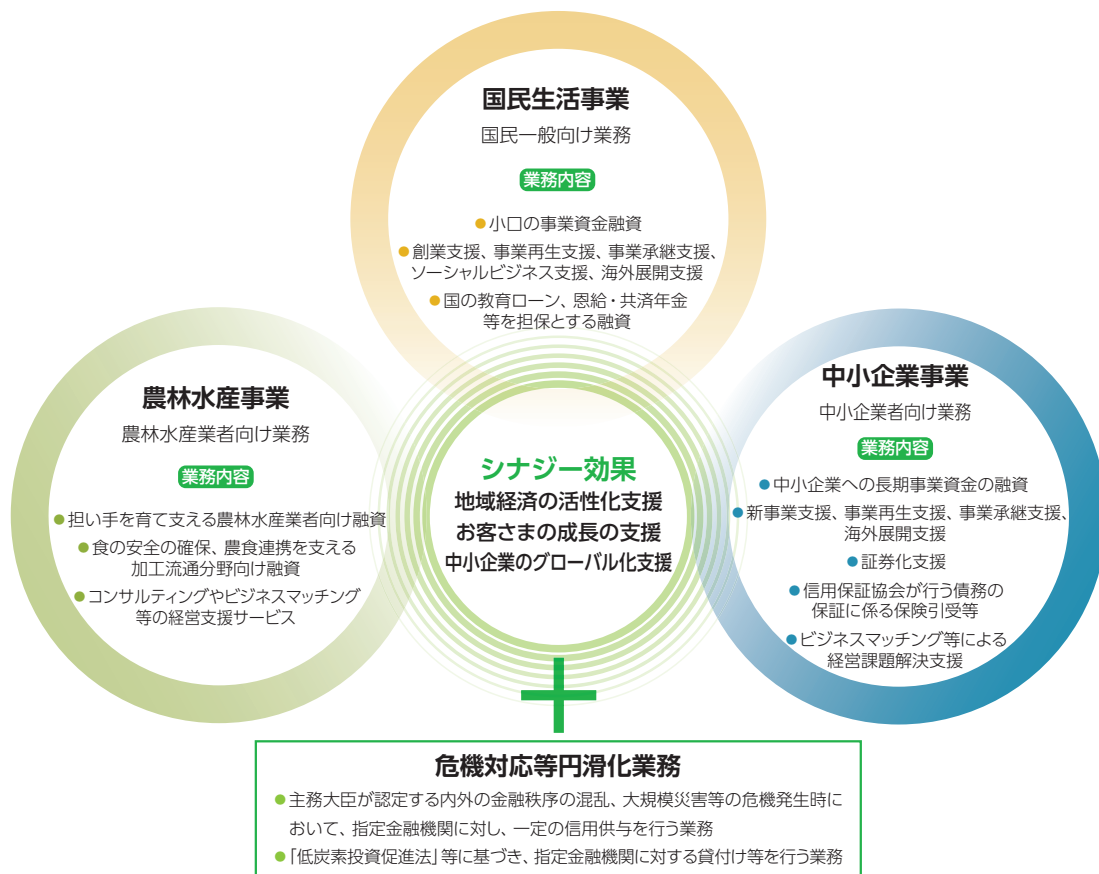 国民生活事業
国民一般向け業務
業務内容
●小口の事業資金融資
●創業支援、事業再生支援、事業承継支援、
ソーシャルビジネス支援、海外展開支援
●国の教育ローン、恩給・共済年金
等を担保とする融資
農林水産事業
農林水産業者向け業務
業務内容
●担い手を育て支える農林水産業者向け融資
●食の安全の確保、農食連携を支える
加工流通分野向け融資
●コンサルティングやビジネスマッチング
等の経営支援サービス
シナジー効果
地域経済の活性化支援
お客さまの成長の支援
中小企業のグローバル化支援
中小企業事業
中小企業者向け業務
業務内容
●中小企業への長期事業資金の融資
●新事業支援、事業再生支援、事業承継支援、
海外展開支援
●証券化支援
●信用保証協会が行う債務の
保証に係る保険引受等
●ビジネスマッチング等による
経営課題解決支援
危機対応等円滑化業務
●主務大臣が認定する内外の金融秩序の混乱、大規模災害等の危機発生時に
おいて、指定金融機関に対し、一定の信用供与を行う業務
●「低炭素投資促進法」等に基づき、指定金融機関に対する貸付け等を行う業務